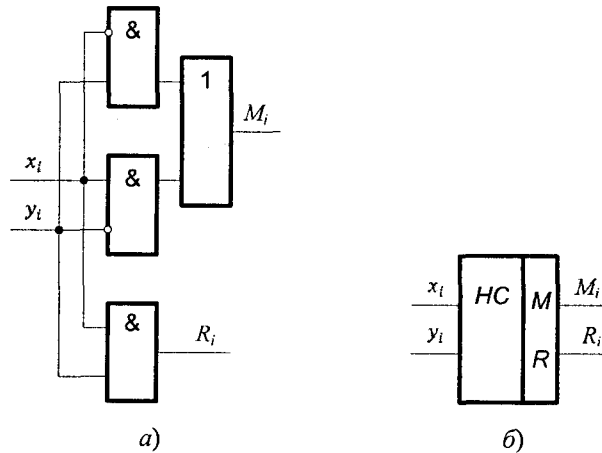 &
1
M_i
x_i
&
y_i
&
R_i
а)
x_i HC M M_i
y_i R R_i
б)